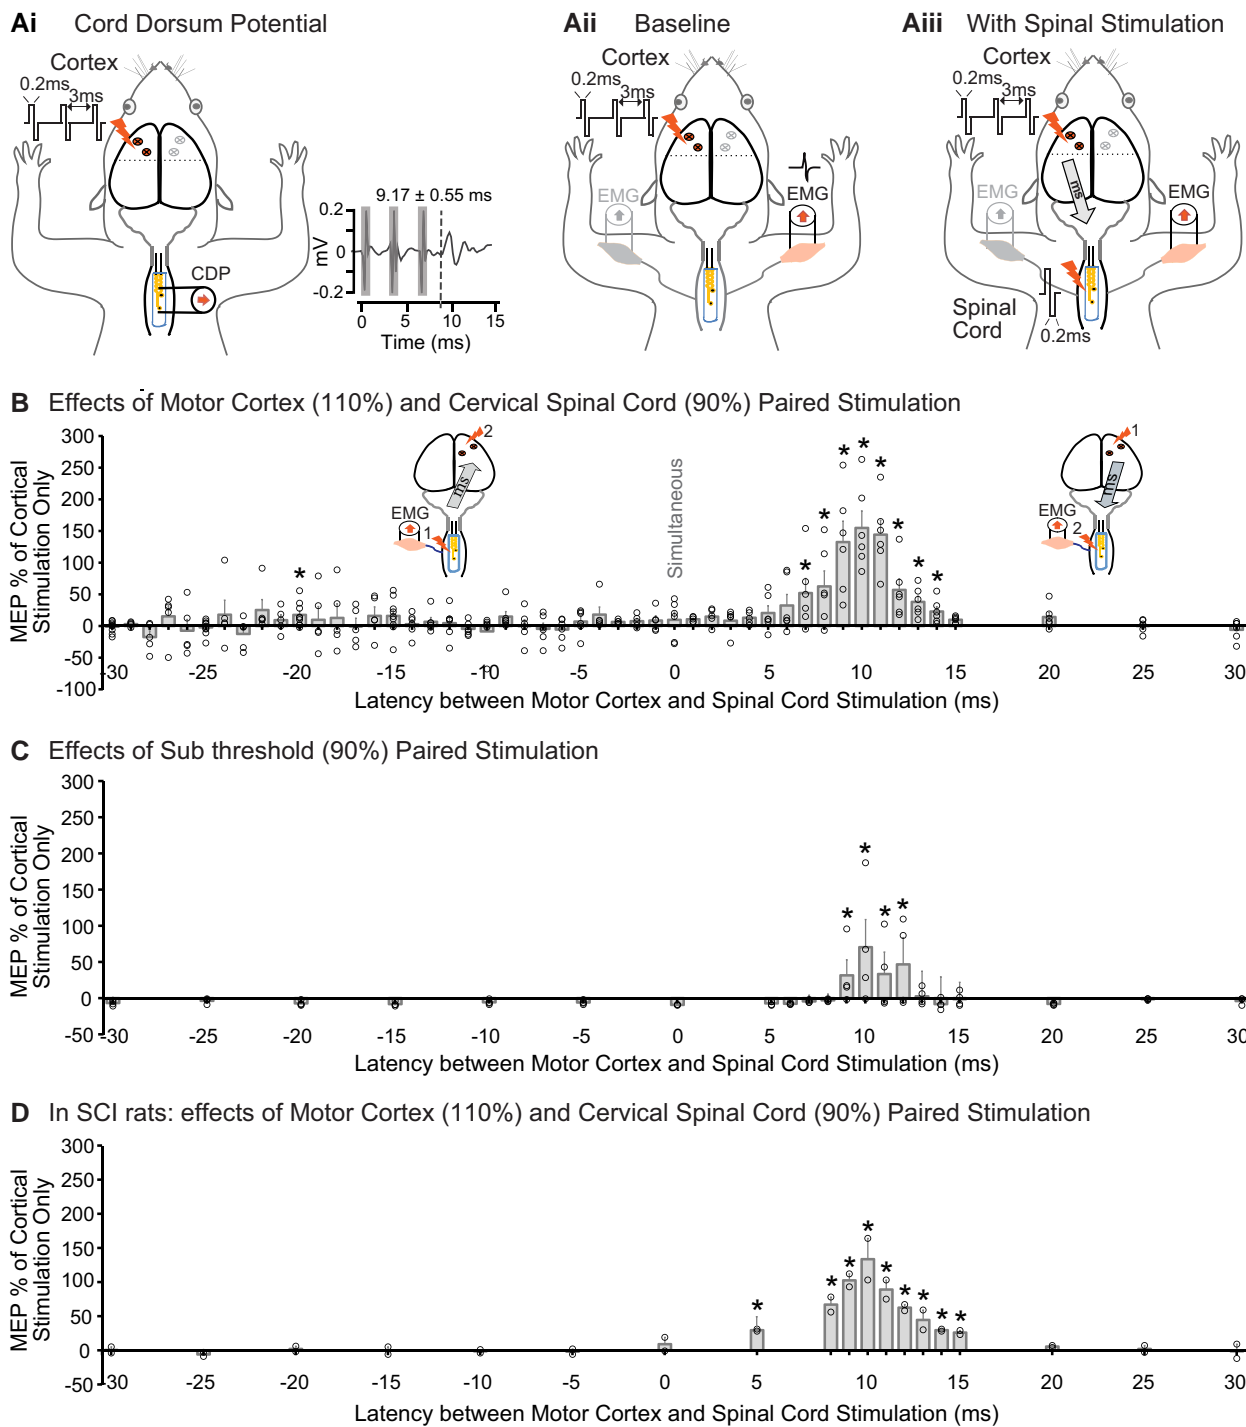 Ai Cord Dorsum Potential
Cortex
0.2ms
3ms
CDP
9.17 ± 0.55 ms
0.2
0
-0.2
mV
0 5 10 15
Time (ms)
Aii Baseline
Cortex
0.2ms
3ms
EMG
EMG
Aiii With Spinal Stimulation
Cortex
0.2ms
3ms
EMG
ms
EMG
Spinal
Cord
0.2ms
B Effects of Motor Cortex (110%) and Cervical Spinal Cord (90%) Paired Stimulation
MEP % of Cortical
Stimulation Only
300
250
200
150
100
50
0
-50
-100
2
ms
EMG
1
Simultaneous
* * * * * * * * *
1
ms
EMG
2
-30 -25 -20 -15 -10 -5 0 5 10 15 20 25 30
Latency between Motor Cortex and Spinal Cord Stimulation (ms)
C Effects of Sub threshold (90%) Paired Stimulation
MEP % of Cortical
Stimulation Only
300
250
200
150
100
50
0
-50
* * * *
-30 -25 -20 -15 -10 -5 0 5 10 15 20 25 30
Latency between Motor Cortex and Spinal Cord Stimulation (ms)
D In SCI rats: effects of Motor Cortex (110%) and Cervical Spinal Cord (90%) Paired Stimulation
MEP % of Cortical
Stimulation Only
300
250
200
150
100
50
0
-50
* * * * * * * * *
-30 -25 -20 -15 -10 -5 0 5 10 15 20 25 30
Latency between Motor Cortex and Spinal Cord Stimulation (ms)